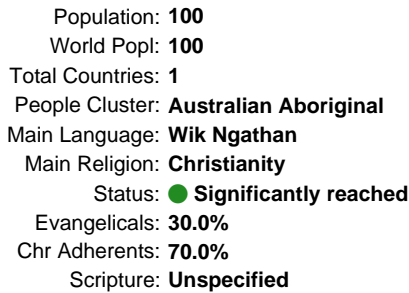 Population: 100
World Popl: 100
Total Countries: 1
People Cluster: Australian Aboriginal
Main Language: Wik Ngathan
Main Religion: Christianity
Status: Significantly reached
Evangelicals: 30.0%
Chr Adherents: 70.0%
Scripture: Unspecified